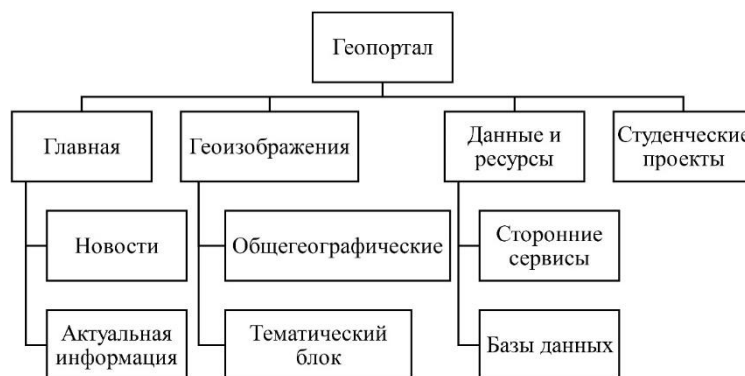 Геопортал
Главная
Геоизображения
Данные и
ресурсы
Студенческие
проекты
Новости
Общегеографические
Сторонние
сервисы
Актуальная
информация
Тематический
блок
Базы данных